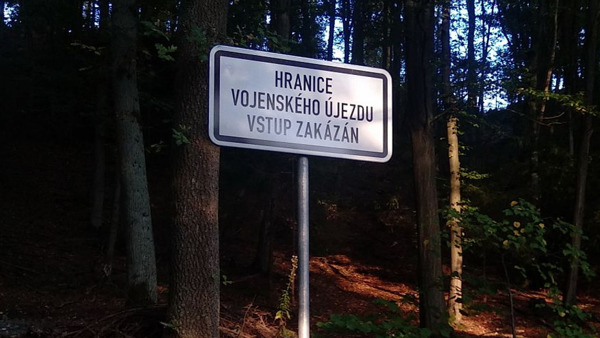 HRANICE
VOJENSKÉHO ÚJEZDU
VSTUP ZAKÁZÁN